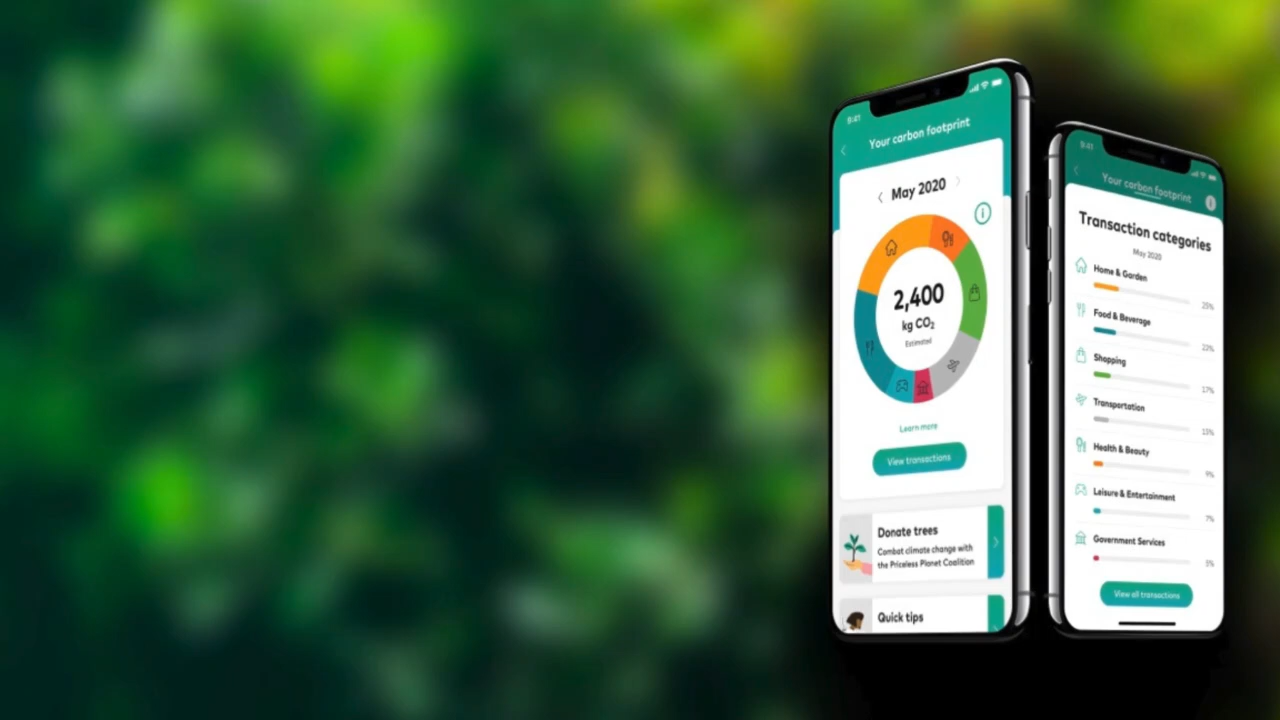 9:41
Your carbon footprint
May 2020
2,400
kg CO₂
Estimated
Learn more
View transactions
Donate trees
Combat climate change with
the Priceless Planet Coalition
Quick tips
9:41
Your carbon footprint
Transaction categories
May 2020
Home & Garden
25%
Food & Beverage
22%
Shopping
17%
Transportation
15%
Health & Beauty
9%
Leisure & Entertainment
7%
Government Services
View all transactions